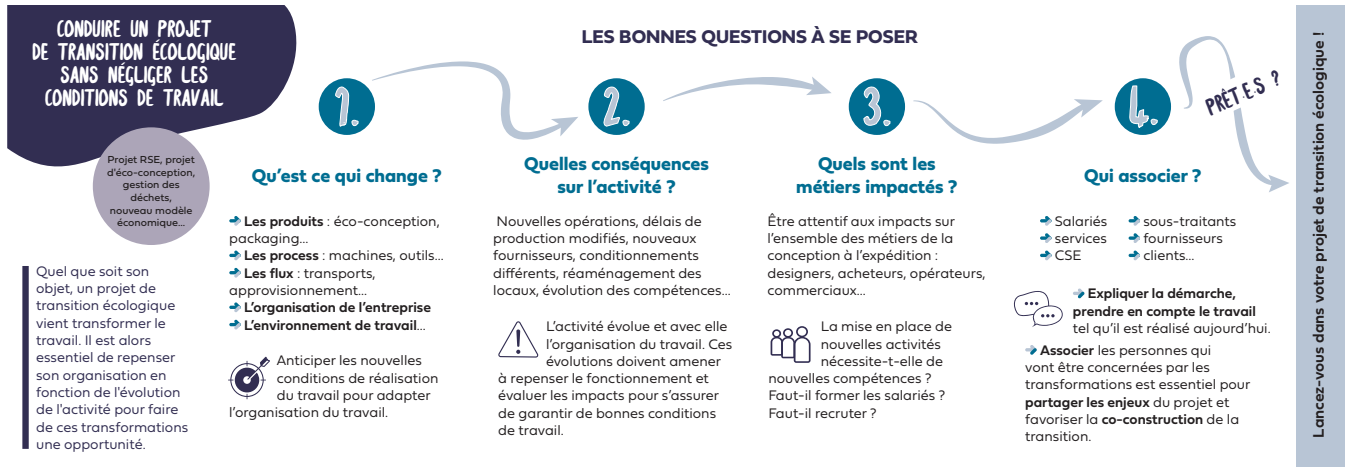 CONDUIRE UN PROJET
DE TRANSITION ÉCOLOGIQUE
SANS NÉGLIGER LES
CONDITIONS DE TRAVAIL
Projet RSE, projet
d'éco-conception,
gestion des
déchets,
nouveau modèle
économique...
Quel que soit son
objet, un projet de
transition écologique
vient transformer le
travail. Il est alors
essentiel de repenser
son organisation en
fonction de l'évolution
de l'activité pour faire
de ces transformations
une opportunité.
LES BONNES QUESTIONS À SE POSER
1.
Qu'est ce qui change ?
Les produits : éco-conception,
packaging...
Les process : machines, outils...
Les flux : transports,
approvisionnement...
L'organisation de l'entreprise
L'environnement de travail...
Anticiper les nouvelles
conditions de réalisation
du travail pour adapter
l'organisation du travail.
2.
Quelles conséquences
sur l'activité ?
Nouvelles opérations, délais de
production modifiés, nouveaux
fournisseurs, conditionnements
différents, réaménagement des
locaux, évolution des compétences...
L'activité évolue et avec elle
l'organisation du travail. Ces
évolutions doivent amener
à repenser le fonctionnement et
évaluer les impacts pour s'assurer
de garantir de bonnes conditions
de travail.
3.
Quels sont les
métiers impactés ?
Être attentif aux impacts sur
l'ensemble des métiers de la
conception à l'expédition :
designers, acheteurs, opérateurs,
commerciaux...
La mise en place de
nouvelles activités
nécessite-t-elle de
nouvelles compétences ?
Faut-il former les salariés ?
Faut-il recruter ?
4.
Qui associer ?
Salariés
services
CSE
sous-traitants
fournisseurs
clients...
Expliquer la démarche,
prendre en compte le travail
tel qu'il est réalisé aujourd'hui.
Associer les personnes qui
vont être concernées par les
transformations est essentiel pour
partager les enjeux du projet et
favoriser la co-construction de la
transition.
PRÊT.E.S ?
Lancez-vous dans votre projet de transition écologique !